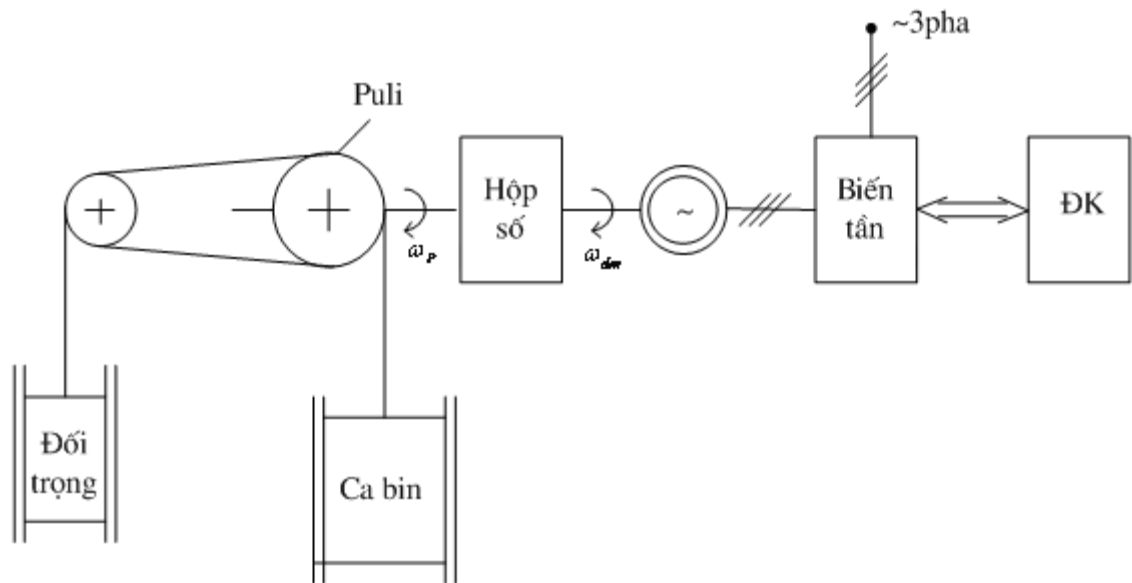 ~3pha
Puli
Hộp
số
~
Biến
tần
ĐK
ω_P
ω_đm
Đối
trọng
Ca bin